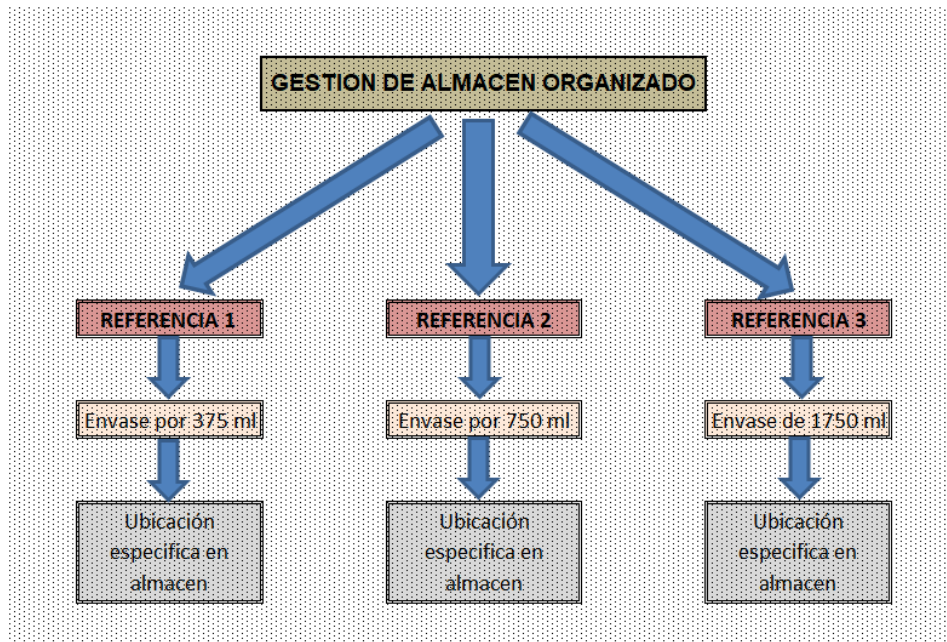 GESTION DE ALMACEN ORGANIZADO
REFERENCIA 1
REFERENCIA 2
REFERENCIA 3
Envase por 375 ml
Envase por 750 ml
Envase de 1750 ml
Ubicación
especifica en
almacen
Ubicación
especifica en
almacen
Ubicación
especifica en
almacen